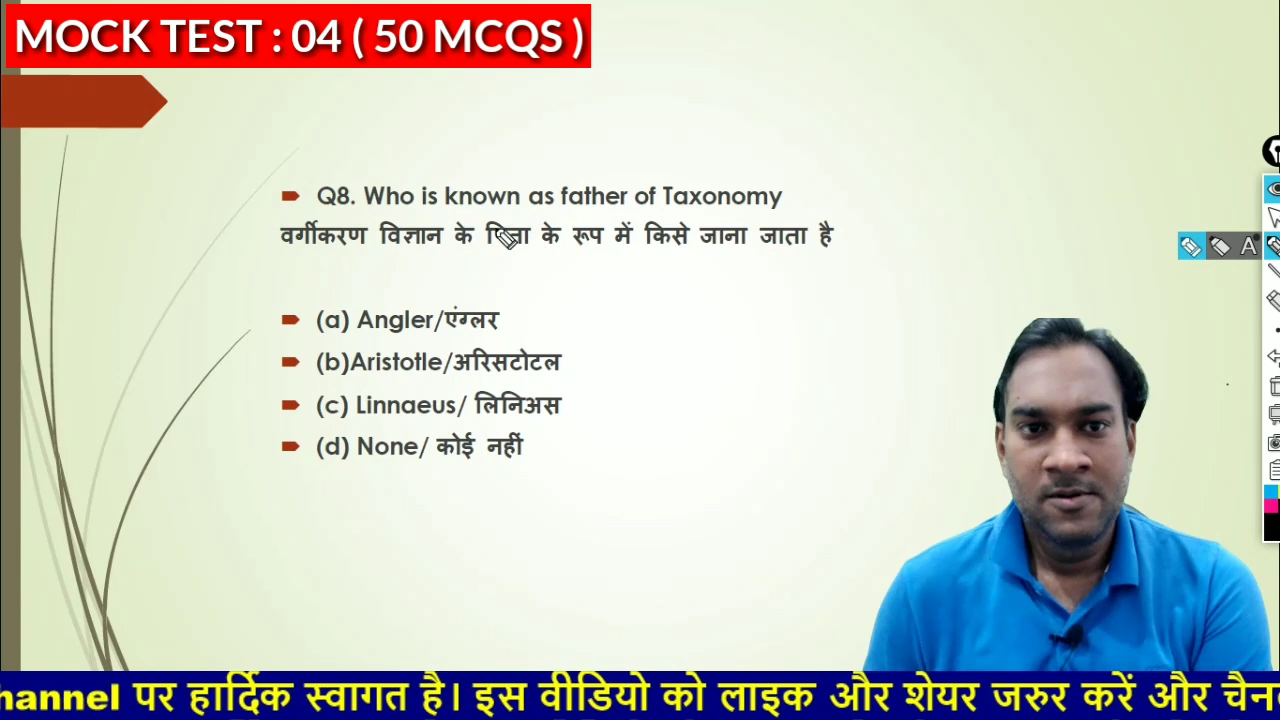 MOCK TEST : 04 ( 50 MCQS )
Q8. Who is known as father of Taxonomy
वर्गीकरण विज्ञान के पिता के रूप में किसे जाना जाता है
(a) Angler/एंग्लर
(b)Aristotle/अरिसटोटल
(c) Linnaeus/ लिनिअस
(d) None/ कोई नहीं
A
hannel पर हार्दिक स्वागत है। इस वीडियो को लाइक और शेयर जरुर करें और चैन